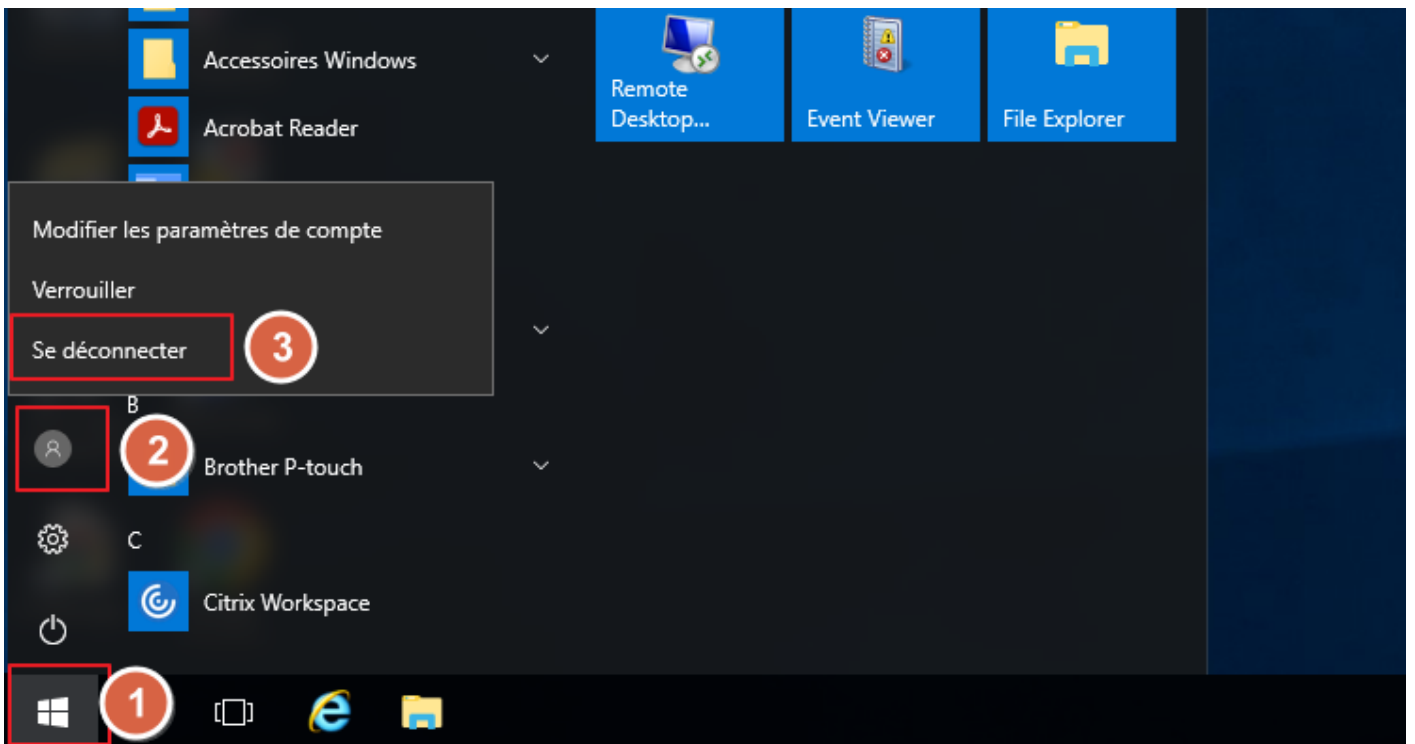 Accessoires Windows
Acrobat Reader
Remote
Desktop...
Event Viewer
File Explorer
Modifier les paramètres de compte
Verrouiller
Se déconnecter
3
B
2
Brother P-touch
C
Citrix Workspace
1